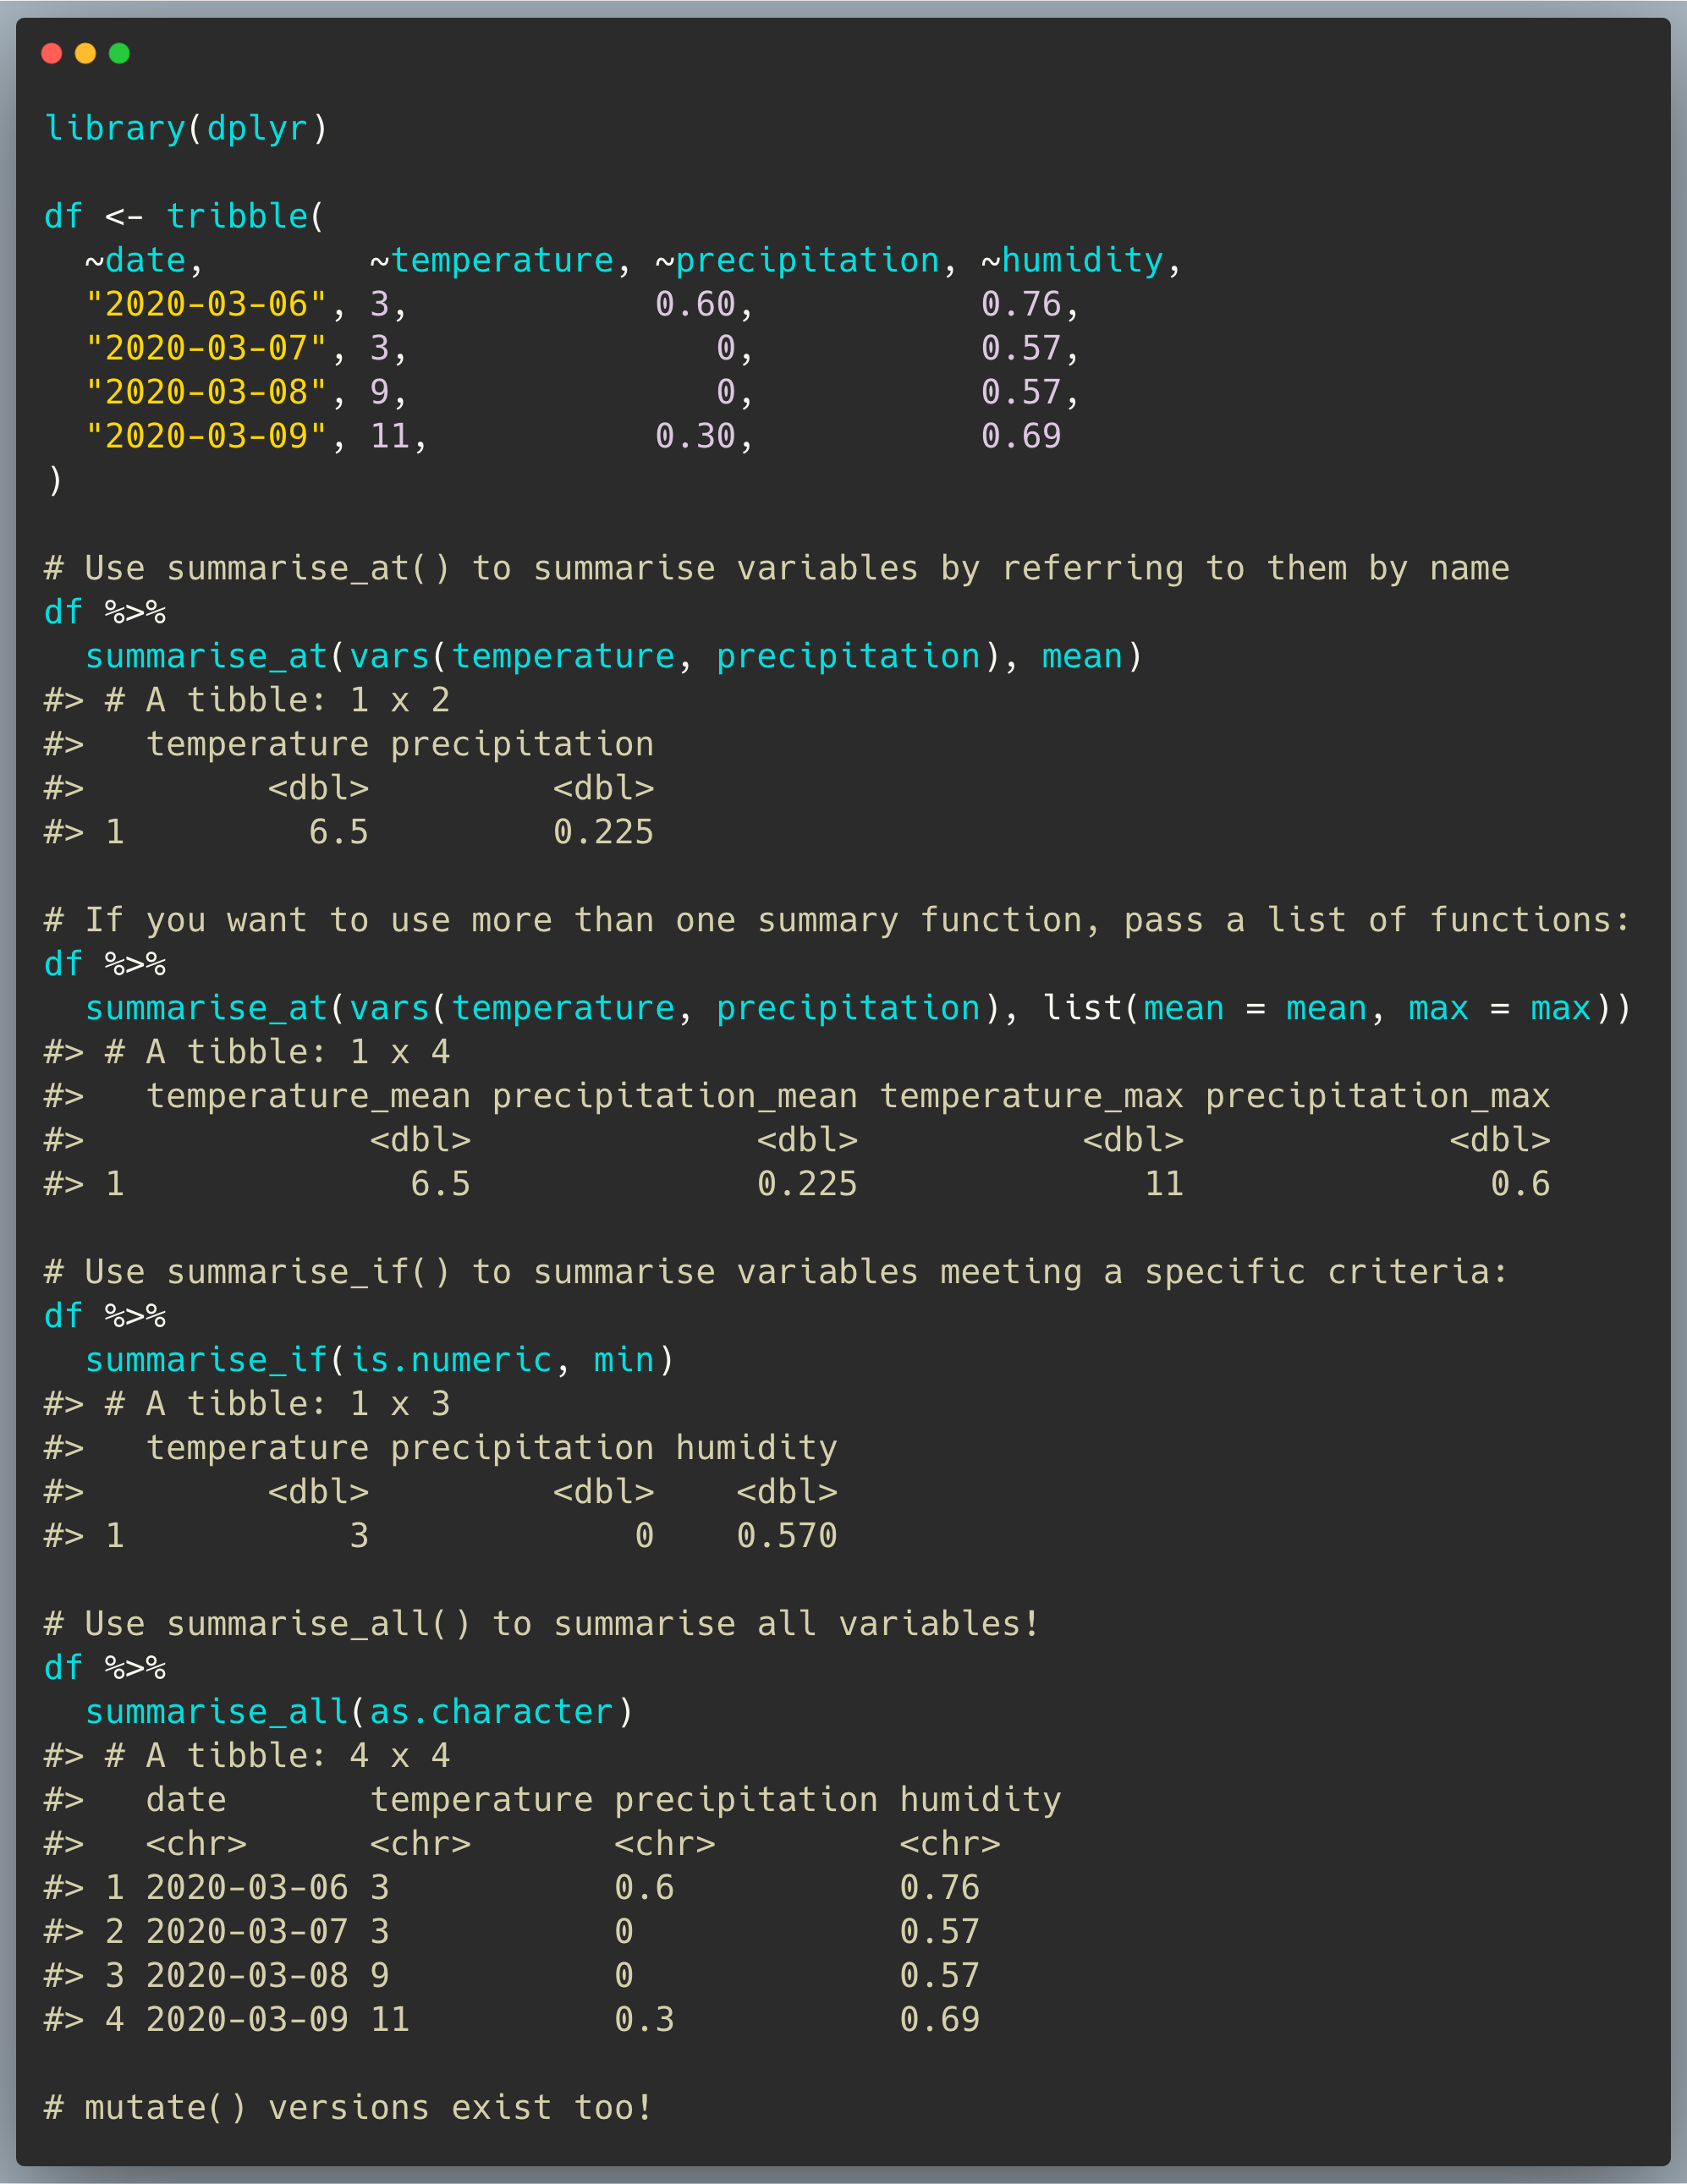 library(dplyr)

df <- tribble(
  ~date,        ~temperature, ~precipitation, ~humidity,
  "2020-03-06", 3,            0.60,           0.76,
  "2020-03-07", 3,               0,           0.57,
  "2020-03-08", 9,               0,           0.57,
  "2020-03-09", 11,           0.30,           0.69
)

# Use summarise_at() to summarise variables by referring to them by name
df %>%
  summarise_at(vars(temperature, precipitation), mean)
#> # A tibble: 1 x 2
#>   temperature precipitation
#>         <dbl>         <dbl>
#> 1         6.5         0.225

# If you want to use more than one summary function, pass a list of functions:
df %>%
  summarise_at(vars(temperature, precipitation), list(mean = mean, max = max))
#> # A tibble: 1 x 4
#>   temperature_mean precipitation_mean temperature_max precipitation_max
#>              <dbl>              <dbl>           <dbl>             <dbl>
#> 1              6.5              0.225              11               0.6

# Use summarise_if() to summarise variables meeting a specific criteria:
df %>%
  summarise_if(is.numeric, min)
#> # A tibble: 1 x 3
#>   temperature precipitation humidity
#>         <dbl>         <dbl>    <dbl>
#> 1           3             0    0.570

# Use summarise_all() to summarise all variables!
df %>%
  summarise_all(as.character)
#> # A tibble: 4 x 4
#>   date       temperature precipitation humidity
#>   <chr>      <chr>       <chr>         <chr>
#> 1 2020-03-06 3           0.6           0.76
#> 2 2020-03-07 3           0             0.57
#> 3 2020-03-08 9           0             0.57
#> 4 2020-03-09 11          0.3           0.69

# mutate() versions exist too!